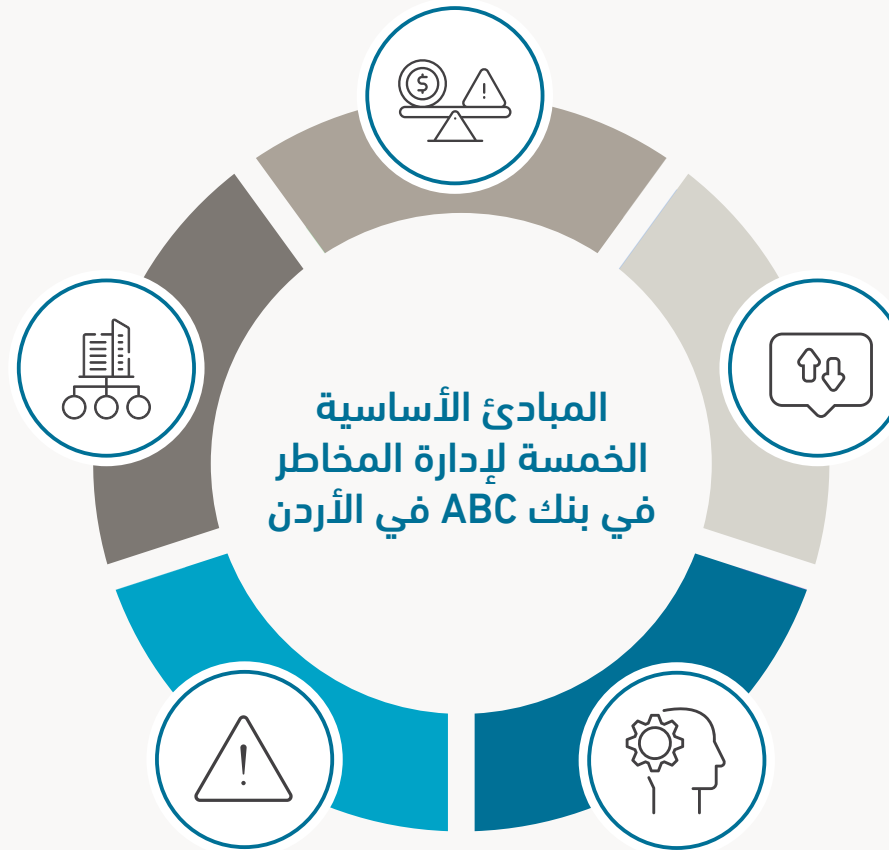 المبادئ الأساسية
الخمسة لإدارة المخاطر
في بنك ABC في الأردن
$
!
!